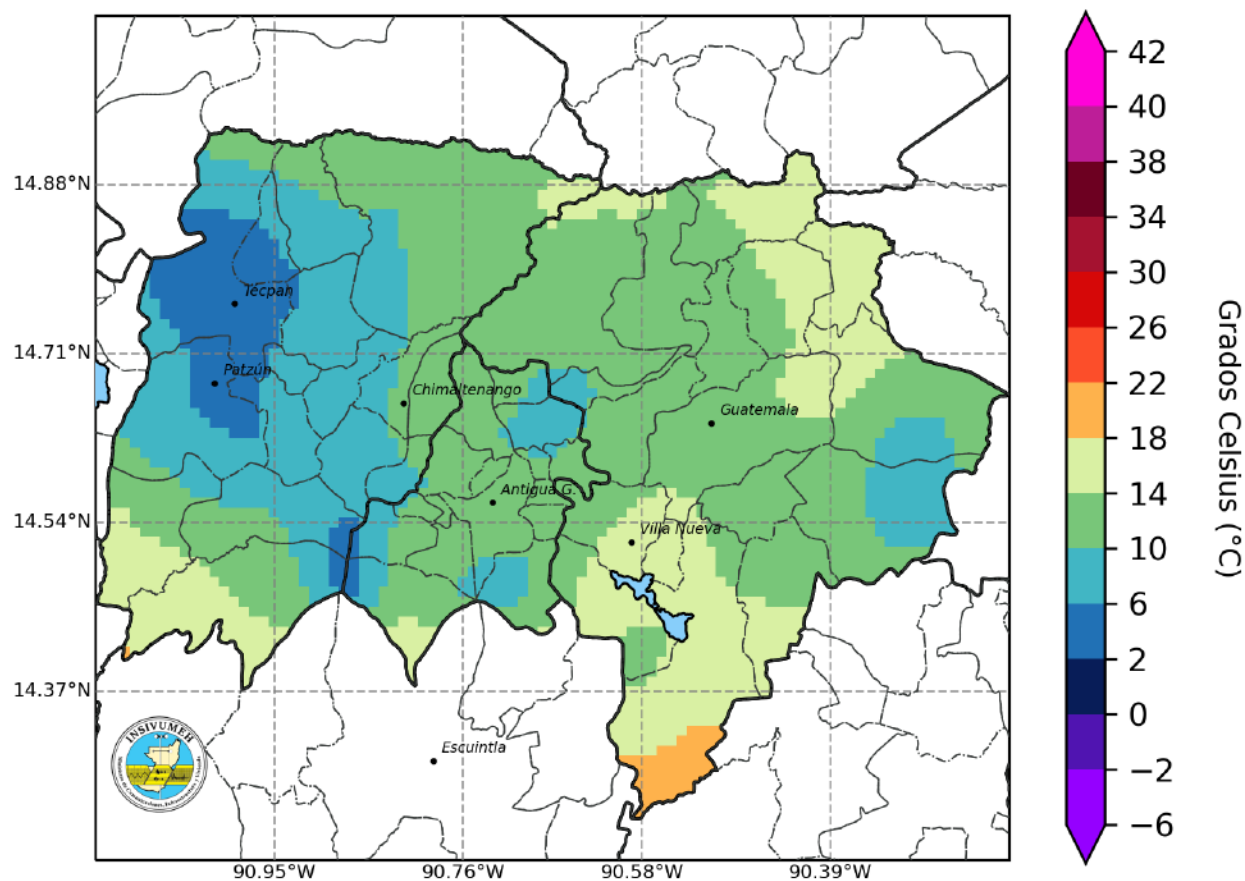 14.88°N
14.71°N
14.54°N
14.37°N
90.95°W
90.76°W
90.58°W
90.39°W
Tecpan
Patzún
Chimaltenango
Guatemala
Antigua G.
Villa Nueva
Escuintla
INSIVUMEH
42
40
38
34
30
26
22
18
14
10
6
2
0
−2
−6
Grados Celsius (°C)